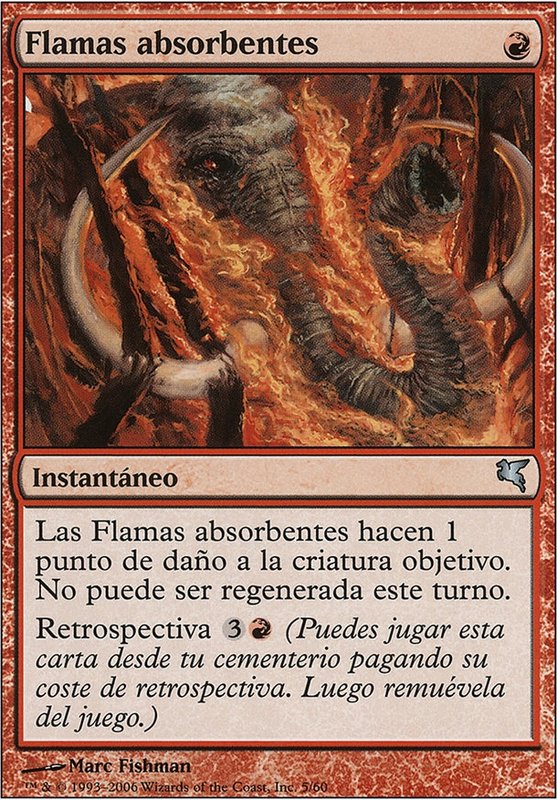 Flamas absorbentes
Instantáneo
Las Flamas absorbentes hacen 1
punto de daño a la criatura objetivo.
No puede ser regenerada este turno.
Retrospectiva 3 (Puedes jugar esta
carta desde tu cementerio pagando su
coste de retrospectiva. Luego remuévela
del juego.)
Marc Fishman
™ & © 1993–2006 Wizards of the Coast, Inc. 5/60